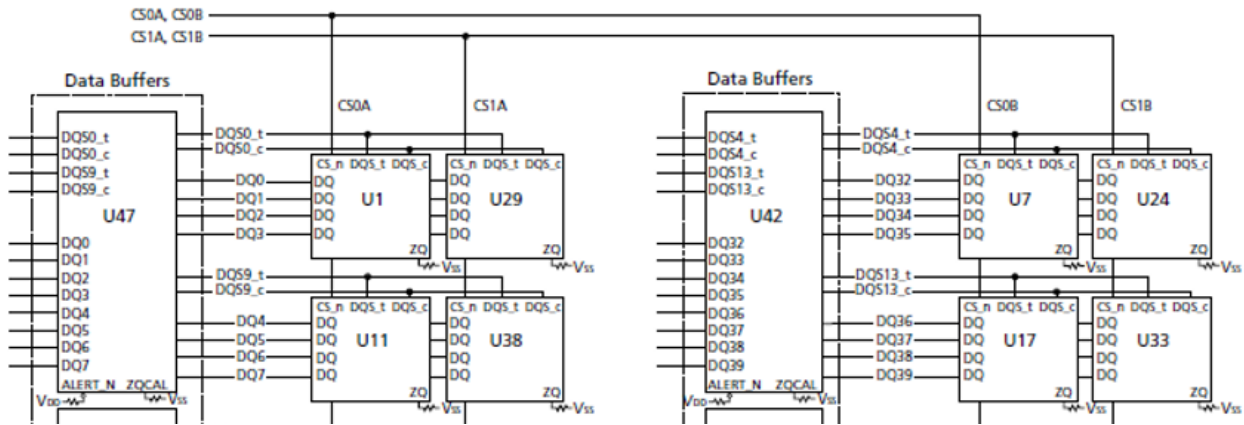 CS0A, CS0B
CS1A, CS1B
Data Buffers
CS0A
CS1A
DQS0_t
DQS0_c
DQS9_t
DQS9_c
U47
DQ0
DQ1
DQ2
DQ3
DQ4
DQ5
DQ6
DQ7
ALERT_N ZQCAL
VDD
VSS
DQS0_t
DQS0_c
DQ0
DQ1
DQ2
DQ3
CS_n DQS_t DQS_c
DQ
DQ
DQ
DQ
U1
ZQ
VSS
CS_n DQS_t DQS_c
DQ
DQ
DQ
DQ
U29
ZQ
VSS
DQS9_t
DQS9_c
DQ4
DQ5
DQ6
DQ7
CS_n DQS_t DQS_c
DQ
DQ
DQ
DQ
U11
ZQ
VSS
CS_n DQS_t DQS_c
DQ
DQ
DQ
DQ
U38
ZQ
VSS
Data Buffers
CS0B
CS1B
DQS4_t
DQS4_c
DQS13_t
DQS13_c
U42
DQ32
DQ33
DQ34
DQ35
DQ36
DQ37
DQ38
DQ39
ALERT_N ZQCAL
VDD
VSS
DQS4_t
DQS4_c
DQ32
DQ33
DQ34
DQ35
CS_n DQS_t DQS_c
DQ
DQ
DQ
DQ
U7
ZQ
VSS
CS_n DQS_t DQS_c
DQ
DQ
DQ
DQ
U24
ZQ
VSS
DQS13_t
DQS13_c
DQ36
DQ37
DQ38
DQ39
CS_n DQS_t DQS_c
DQ
DQ
DQ
DQ
U17
ZQ
VSS
CS_n DQS_t DQS_c
DQ
DQ
DQ
DQ
U33
ZQ
VSS